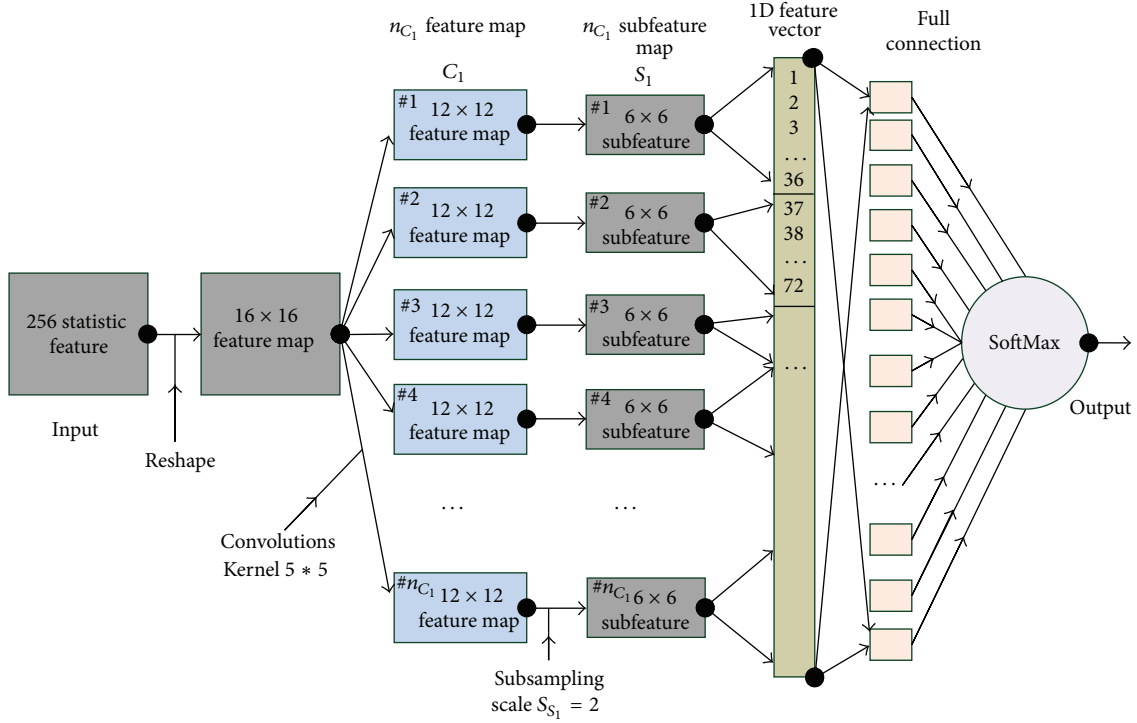 n_{C_1} feature map
C_1
n_{C_1} subfeature
map
S_1
1D feature
vector
Full
connection
256 statistic
feature
Input
Reshape
16 × 16
feature map
Convolutions
Kernel 5 * 5
#1
12 × 12
feature map
#2
12 × 12
feature map
#3
12 × 12
feature map
#4
12 × 12
feature map
...
#n_{C_1}
12 × 12
feature map
Subsampling
scale S_{S_1} = 2
#1
6 × 6
subfeature
#2
6 × 6
subfeature
#3
6 × 6
subfeature
#4
6 × 6
subfeature
...
#n_{C_1}
6 × 6
subfeature
1
2
3
...
36
37
38
...
72
...
...
SoftMax
Output